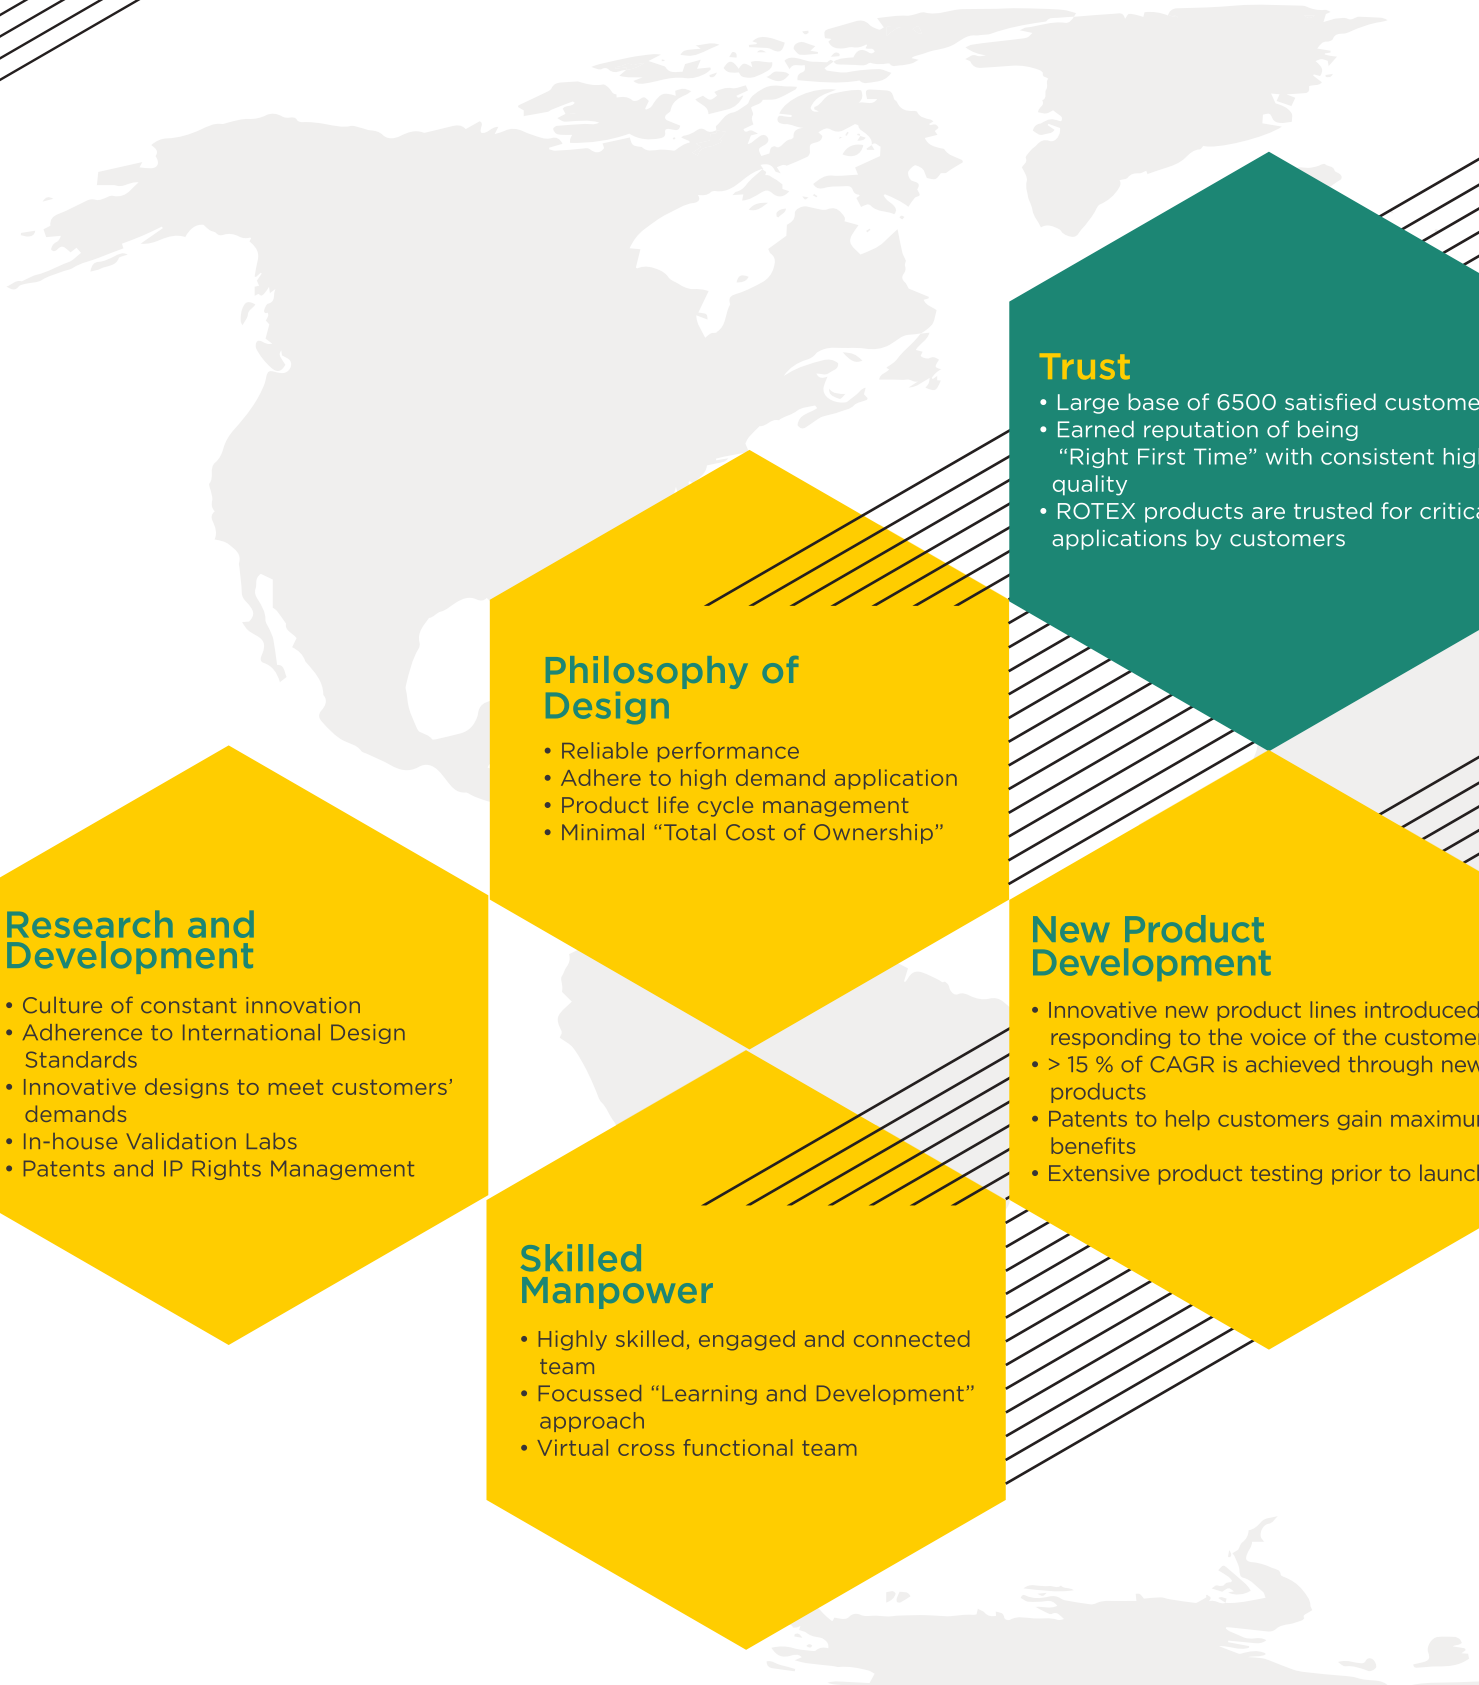 Trust
• Large base of 6500 satisfied custome
• Earned reputation of being
“Right First Time” with consistent hig
quality
• ROTEX products are trusted for critica
applications by customers
Philosophy of
Design
• Reliable performance
• Adhere to high demand application
• Product life cycle management
• Minimal “Total Cost of Ownership”
Research and
Development
• Culture of constant innovation
• Adherence to International Design
Standards
• Innovative designs to meet customers’
demands
• In-house Validation Labs
• Patents and IP Rights Management
New Product
Development
• Innovative new product lines introduced
responding to the voice of the custome
• > 15 % of CAGR is achieved through new
products
• Patents to help customers gain maximu
benefits
• Extensive product testing prior to launc
Skilled
Manpower
• Highly skilled, engaged and connected
team
• Focussed “Learning and Development”
approach
• Virtual cross functional team